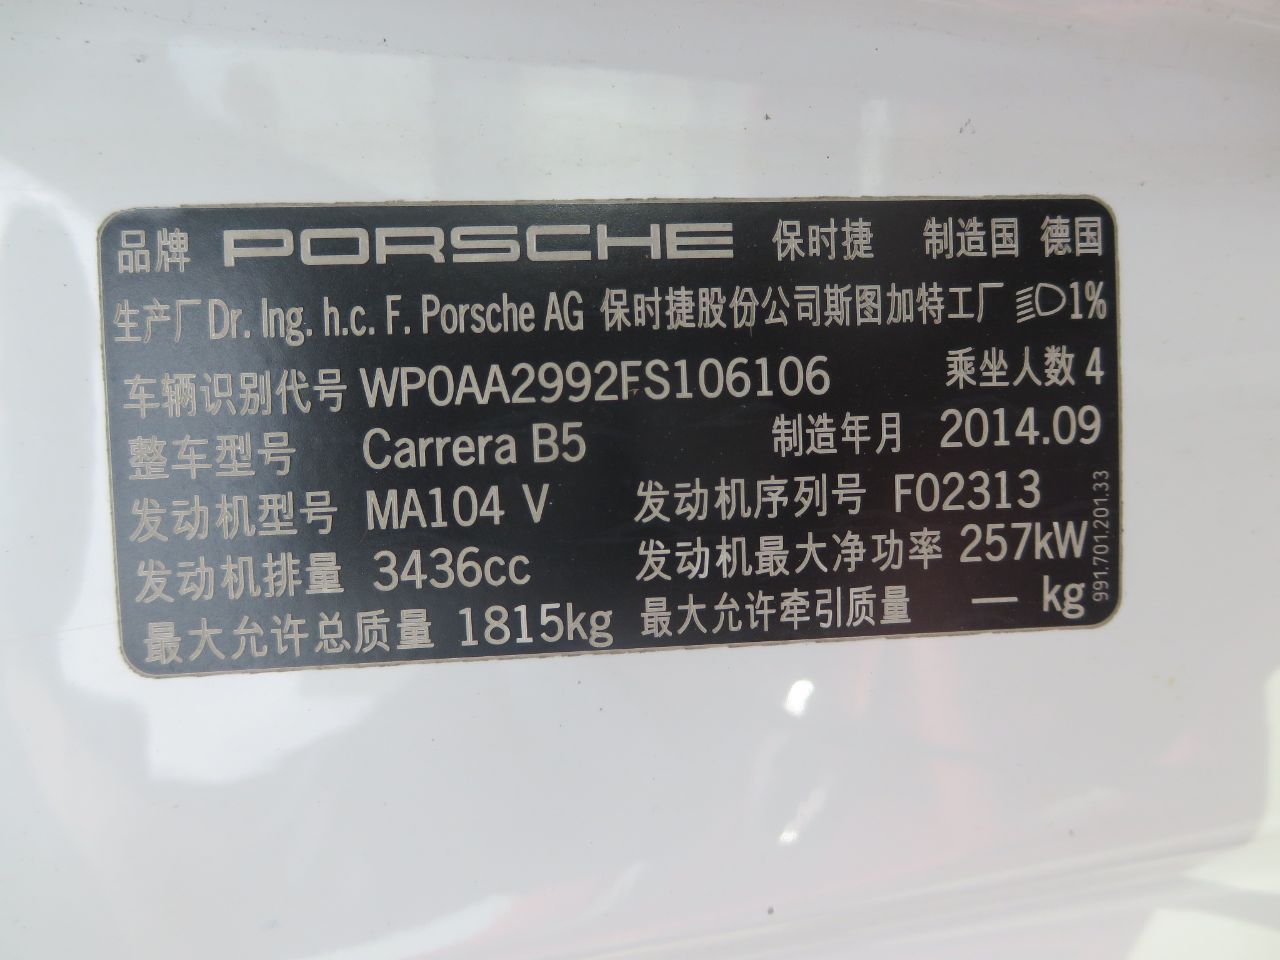 品牌 PORSCHE 保时捷 制造国 德国
生产厂 Dr. Ing. h.c. F. Porsche AG 保时捷股份公司斯图加特工厂 1%
车辆识别代号 WP0AA2992FS106106 乘坐人数 4
整车型号 Carrera B5 制造年月 2014.09
发动机型号 MA104 V 发动机序列号 F02313
发动机排量 3436cc 发动机最大净功率 257kW
最大允许总质量 1815kg 最大允许牵引质量 — kg
991.701.201.33